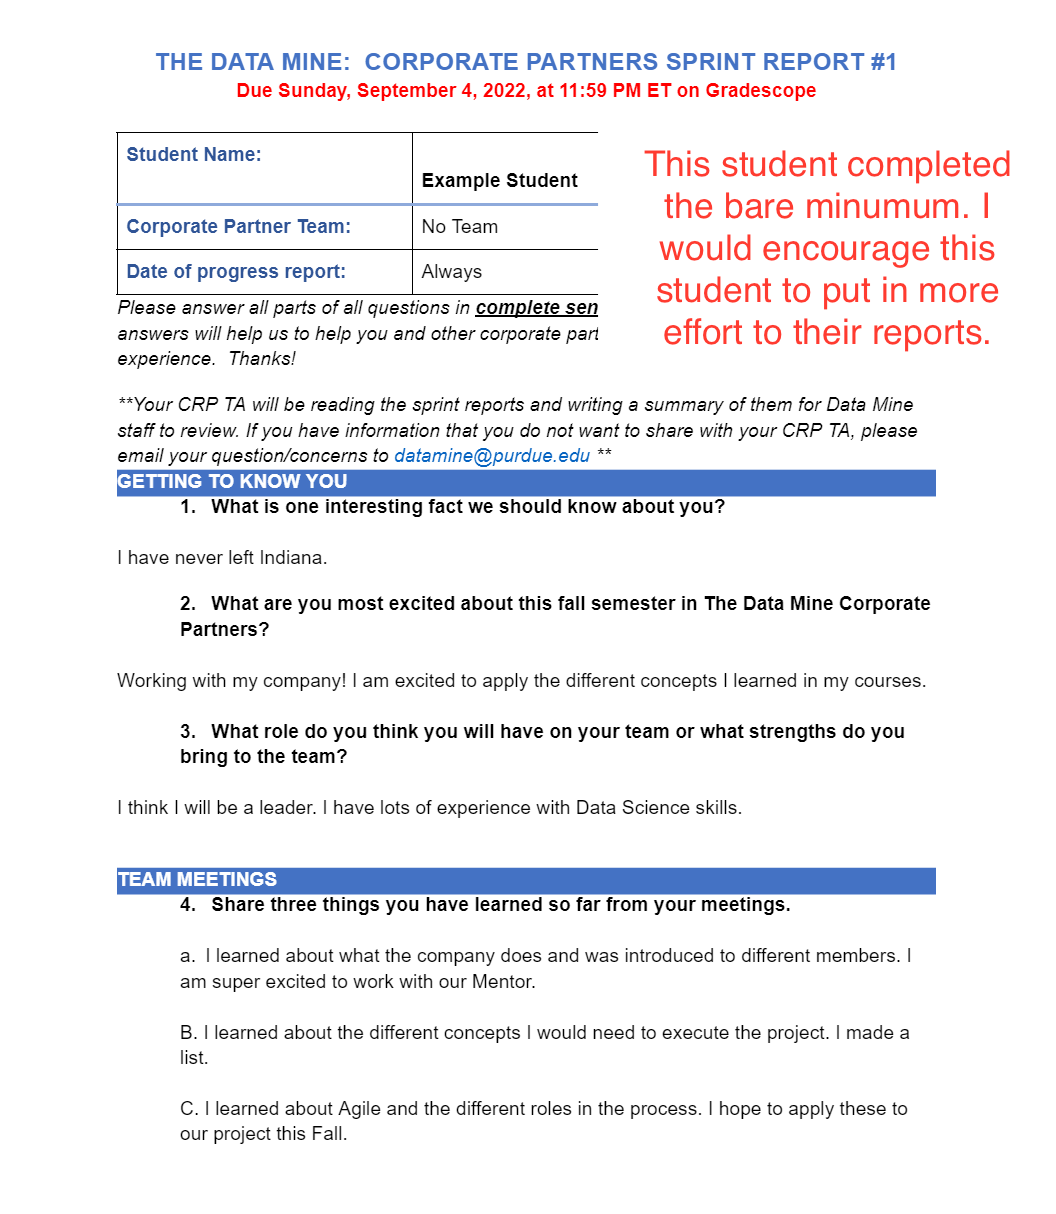 THE DATA MINE:  CORPORATE PARTNERS SPRINT REPORT #1
Due Sunday, September 4, 2022, at 11:59 PM ET on Gradescope
Student Name:
Example Student
Corporate Partner Team:
No Team
Date of progress report:
Always
This student completed
the bare minumum. I
would encourage this
student to put in more
effort to their reports.
Please answer all parts of all questions in complete sen
answers will help us to help you and other corporate part
experience.  Thanks!
**Your CRP TA will be reading the sprint reports and writing a summary of them for Data Mine
staff to review. If you have information that you do not want to share with your CRP TA, please
email your question/concerns to datamine@purdue.edu **
GETTING TO KNOW YOU
1. What is one interesting fact we should know about you?
I have never left Indiana.
2. What are you most excited about this fall semester in The Data Mine Corporate
Partners?
Working with my company! I am excited to apply the different concepts I learned in my courses.
3. What role do you think you will have on your team or what strengths do you
bring to the team?
I think I will be a leader. I have lots of experience with Data Science skills.
TEAM MEETINGS
4. Share three things you have learned so far from your meetings.
a.  I learned about what the company does and was introduced to different members. I
am super excited to work with our Mentor.
B. I learned about the different concepts I would need to execute the project. I made a
list.
C. I learned about Agile and the different roles in the process. I hope to apply these to
our project this Fall.